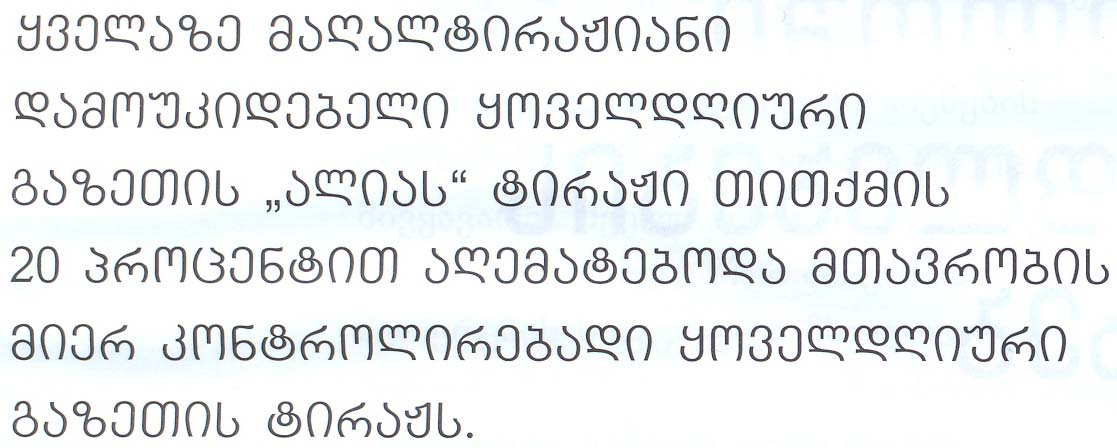 ყველაზე მაღალტირაჟიანი
დამოუკიდებელი ყოველდღიური
გაზეთის „ალიას“ ტირაჟი თითქმის
20 პროცენტით აღემატებოდა მთავრობის
მიერ კონტროლირებადი ყოველდღიური
გაზეთის ტირაჟს.